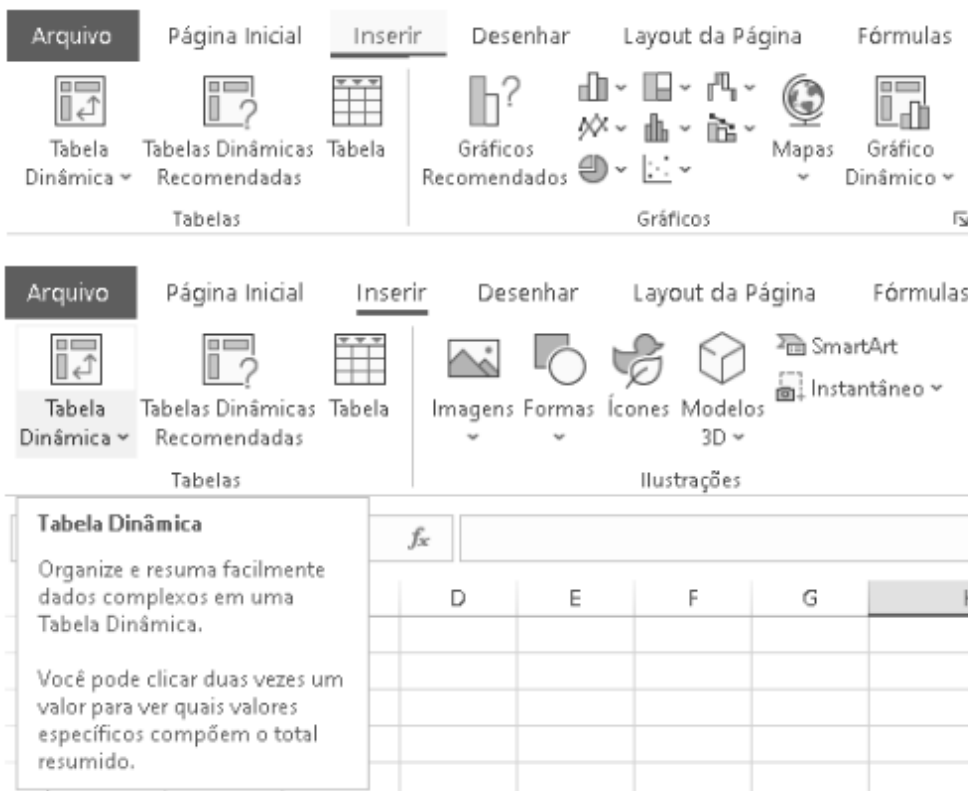 Arquivo Página Inicial Inserir Desenhar Layout da Página Fórmulas
Tabela Dinâmica
Tabelas Dinâmicas Recomendadas
Tabela
Gráficos Recomendados
Mapas
Gráfico Dinâmico
Tabelas
Gráficos
Arquivo Página Inicial Inserir Desenhar Layout da Página Fórmulas
Tabela Dinâmica
Tabelas Dinâmicas Recomendadas
Tabela
Imagens
Formas
Ícones
Modelos 3D
SmartArt
Instantâneo
Tabelas
Ilustrações
Tabela Dinâmica
Organize e resuma facilmente
dados complexos em uma
Tabela Dinâmica.
Você pode clicar duas vezes um
valor para ver quais valores
específicos compõem o total
resumido.
fx
D E F G